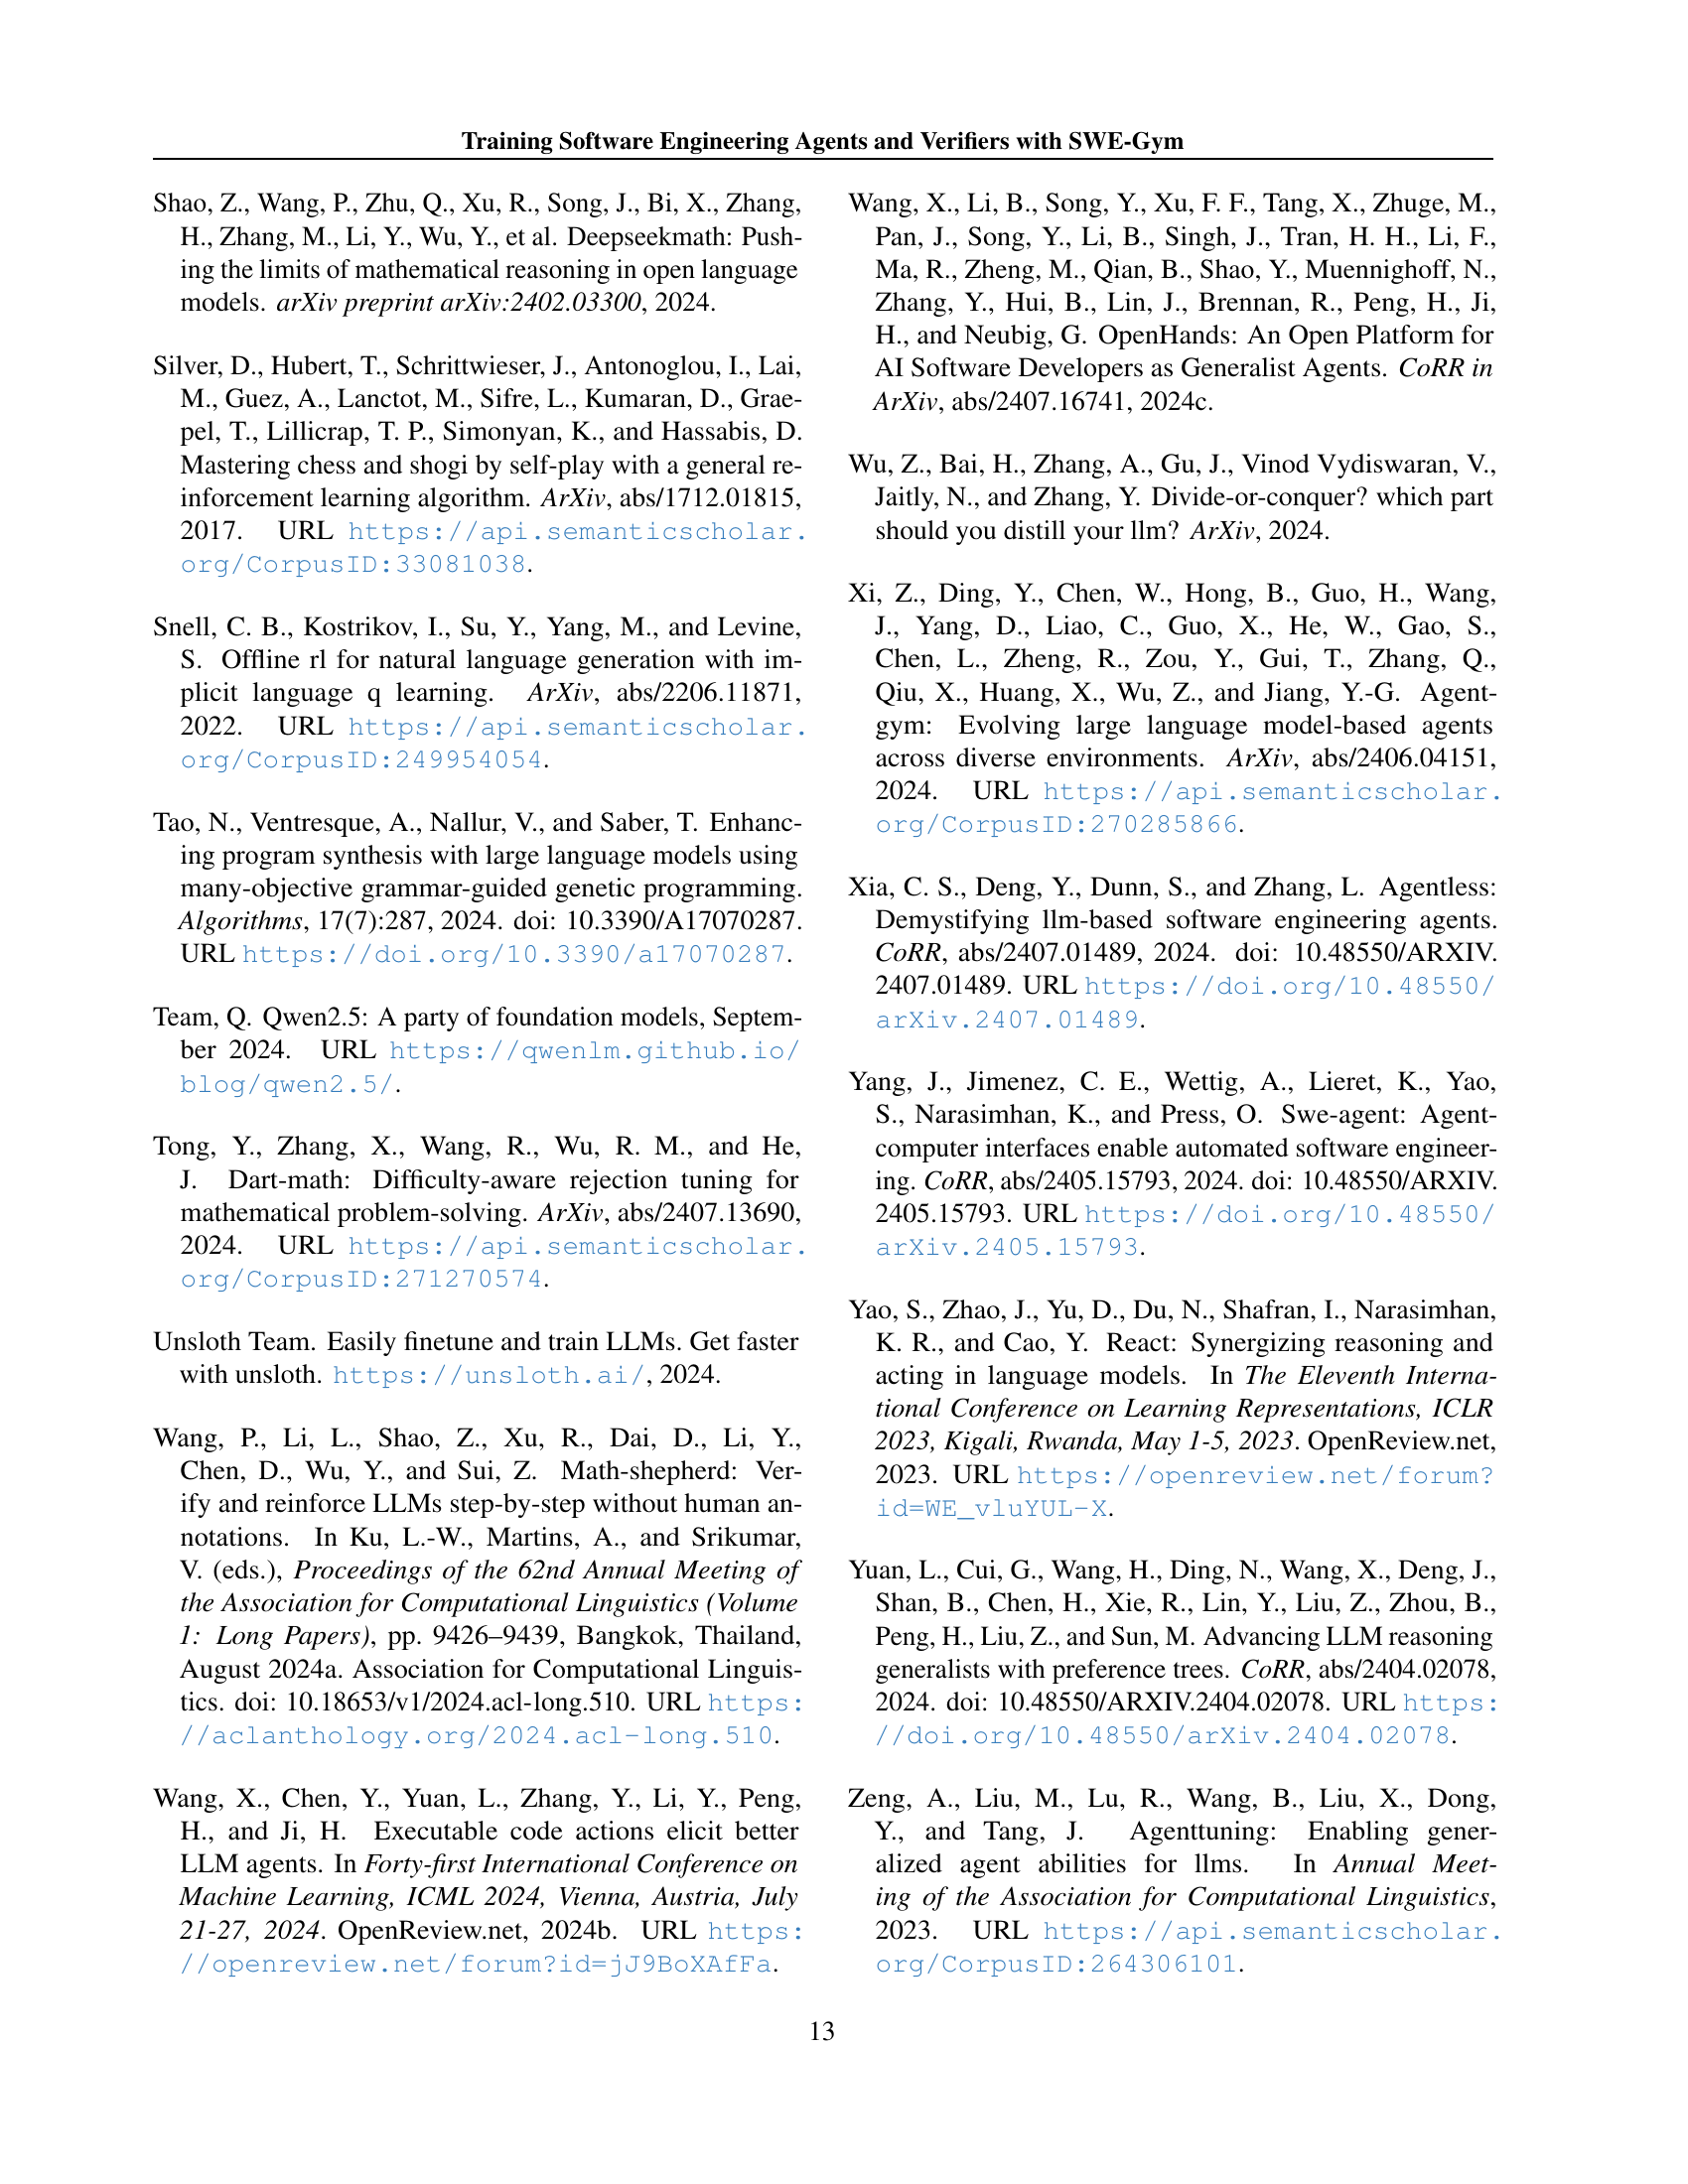 Training Software Engineering Agents and Verifiers with SWE-Gym
Shao, Z., Wang, P., Zhu, Q., Xu, R., Song, J., Bi, X., Zhang,
H., Zhang, M., Li, Y., Wu, Y., et al. Deepseekmath: Push-
ing the limits of mathematical reasoning in open language
models. arXiv preprint arXiv:2402.03300, 2024.
Silver, D., Hubert, T., Schrittwieser, J., Antonoglou, I., Lai,
M., Guez, A., Lanctot, M., Sifre, L., Kumaran, D., Grae-
pel, T., Lillicrap, T. P., Simonyan, K., and Hassabis, D.
Mastering chess and shogi by self-play with a general re-
inforcement learning algorithm. ArXiv, abs/1712.01815,
2017. URL https://api.semanticscholar.
org/CorpusID:33081038.
Snell, C. B., Kostrikov, I., Su, Y., Yang, M., and Levine,
S. Offline rl for natural language generation with im-
plicit language q learning. ArXiv, abs/2206.11871,
2022. URL https://api.semanticscholar.
org/CorpusID:249954054.
Tao, N., Ventresque, A., Nallur, V., and Saber, T. Enhanc-
ing program synthesis with large language models using
many-objective grammar-guided genetic programming.
Algorithms, 17(7):287, 2024. doi: 10.3390/A17070287.
URL https://doi.org/10.3390/a17070287.
Team, Q. Qwen2.5: A party of foundation models, Septem-
ber 2024. URL https://qwenlm.github.io/
blog/qwen2.5/.
Tong, Y., Zhang, X., Wang, R., Wu, R. M., and He,
J. Dart-math: Difficulty-aware rejection tuning for
mathematical problem-solving. ArXiv, abs/2407.13690,
2024. URL https://api.semanticscholar.
org/CorpusID:271270574.
Unsloth Team. Easily finetune and train LLMs. Get faster
with unsloth. https://unsloth.ai/, 2024.
Wang, P., Li, L., Shao, Z., Xu, R., Dai, D., Li, Y.,
Chen, D., Wu, Y., and Sui, Z. Math-shepherd: Ver-
ify and reinforce LLMs step-by-step without human an-
notations. In Ku, L.-W., Martins, A., and Srikumar,
V. (eds.), Proceedings of the 62nd Annual Meeting of
the Association for Computational Linguistics (Volume
1: Long Papers), pp. 9426–9439, Bangkok, Thailand,
August 2024a. Association for Computational Linguis-
tics. doi: 10.18653/v1/2024.acl-long.510. URL https:
//aclanthology.org/2024.acl-long.510.
Wang, X., Chen, Y., Yuan, L., Zhang, Y., Li, Y., Peng,
H., and Ji, H. Executable code actions elicit better
LLM agents. In Forty-first International Conference on
Machine Learning, ICML 2024, Vienna, Austria, July
21-27, 2024. OpenReview.net, 2024b. URL https:
//openreview.net/forum?id=jJ9BoXAfFa.
Wang, X., Li, B., Song, Y., Xu, F. F., Tang, X., Zhuge, M.,
Pan, J., Song, Y., Li, B., Singh, J., Tran, H. H., Li, F.,
Ma, R., Zheng, M., Qian, B., Shao, Y., Muennighoff, N.,
Zhang, Y., Hui, B., Lin, J., Brennan, R., Peng, H., Ji,
H., and Neubig, G. OpenHands: An Open Platform for
AI Software Developers as Generalist Agents. CoRR in
ArXiv, abs/2407.16741, 2024c.
Wu, Z., Bai, H., Zhang, A., Gu, J., Vinod Vydiswaran, V.,
Jaitly, N., and Zhang, Y. Divide-or-conquer? which part
should you distill your llm? ArXiv, 2024.
Xi, Z., Ding, Y., Chen, W., Hong, B., Guo, H., Wang,
J., Yang, D., Liao, C., Guo, X., He, W., Gao, S.,
Chen, L., Zheng, R., Zou, Y., Gui, T., Zhang, Q.,
Qiu, X., Huang, X., Wu, Z., and Jiang, Y.-G. Agent-
gym: Evolving large language model-based agents
across diverse environments. ArXiv, abs/2406.04151,
2024. URL https://api.semanticscholar.
org/CorpusID:270285866.
Xia, C. S., Deng, Y., Dunn, S., and Zhang, L. Agentless:
Demystifying llm-based software engineering agents.
CoRR, abs/2407.01489, 2024. doi: 10.48550/ARXIV.
2407.01489. URL https://doi.org/10.48550/
arXiv.2407.01489.
Yang, J., Jimenez, C. E., Wettig, A., Lieret, K., Yao,
S., Narasimhan, K., and Press, O. Swe-agent: Agent-
computer interfaces enable automated software engineer-
ing. CoRR, abs/2405.15793, 2024. doi: 10.48550/ARXIV.
2405.15793. URL https://doi.org/10.48550/
arXiv.2405.15793.
Yao, S., Zhao, J., Yu, D., Du, N., Shafran, I., Narasimhan,
K. R., and Cao, Y. React: Synergizing reasoning and
acting in language models. In The Eleventh Interna-
tional Conference on Learning Representations, ICLR
2023, Kigali, Rwanda, May 1-5, 2023. OpenReview.net,
2023. URL https://openreview.net/forum?
id=WE_vluYUL-X.
Yuan, L., Cui, G., Wang, H., Ding, N., Wang, X., Deng, J.,
Shan, B., Chen, H., Xie, R., Lin, Y., Liu, Z., Zhou, B.,
Peng, H., Liu, Z., and Sun, M. Advancing LLM reasoning
generalists with preference trees. CoRR, abs/2404.02078,
2024. doi: 10.48550/ARXIV.2404.02078. URL https:
//doi.org/10.48550/arXiv.2404.02078.
Zeng, A., Liu, M., Lu, R., Wang, B., Liu, X., Dong,
Y., and Tang, J. Agenttuning: Enabling gener-
alized agent abilities for llms. In Annual Meet-
ing of the Association for Computational Linguistics,
2023. URL https://api.semanticscholar.
org/CorpusID:264306101.
13